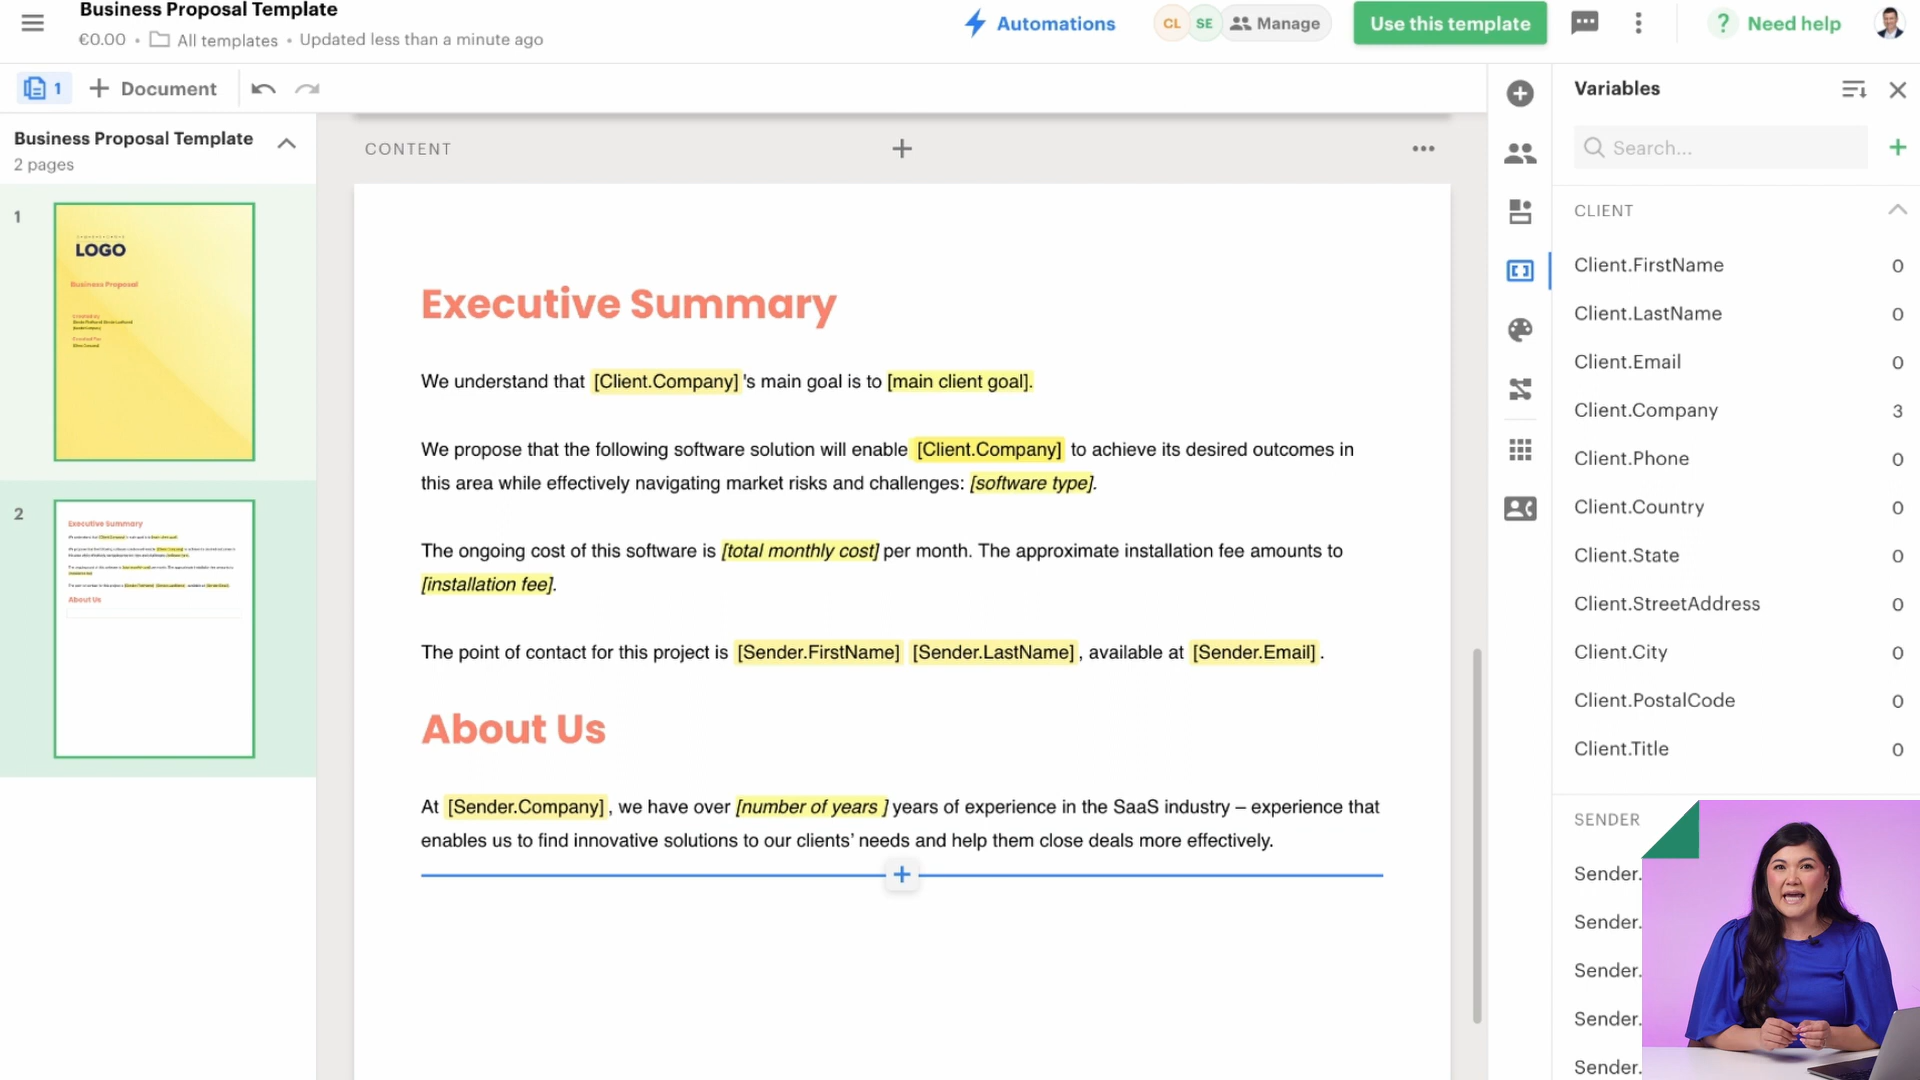 Business Proposal Template
€0.00 • All templates • Updated less than a minute ago
Automations
CL SE Manage
Use this template
? Need help
1 + Document
Business Proposal Template
2 pages
1
LOGO
Business Proposal
2
Executive Summary
About Us
CONTENT
Executive Summary
We understand that [Client.Company] 's main goal is to [main client goal].
We propose that the following software solution will enable [Client.Company] to achieve its desired outcomes in
this area while effectively navigating market risks and challenges: [software type].
The ongoing cost of this software is [total monthly cost] per month. The approximate installation fee amounts to
[installation fee].
The point of contact for this project is [Sender.FirstName] [Sender.LastName] , available at [Sender.Email] .
About Us
At [Sender.Company] , we have over [number of years ] years of experience in the SaaS industry – experience that
enables us to find innovative solutions to our clients’ needs and help them close deals more effectively.
Variables
Search...
CLIENT
Client.FirstName 0
Client.LastName 0
Client.Email 0
Client.Company 3
Client.Phone 0
Client.Country 0
Client.State 0
Client.StreetAddress 0
Client.City 0
Client.PostalCode 0
Client.Title 0
SENDER
Sender.
Sender.
Sender.
Sender.
Sender.